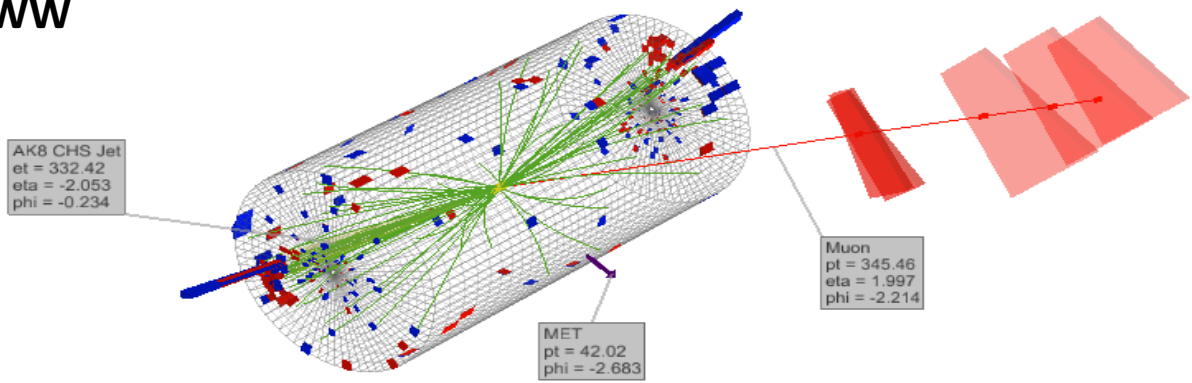 WW
AK8 CHS Jet
et = 332.42
eta = -2.053
phi = -0.234
Muon
pt = 345.46
eta = 1.997
phi = -2.214
MET
pt = 42.02
phi = -2.683